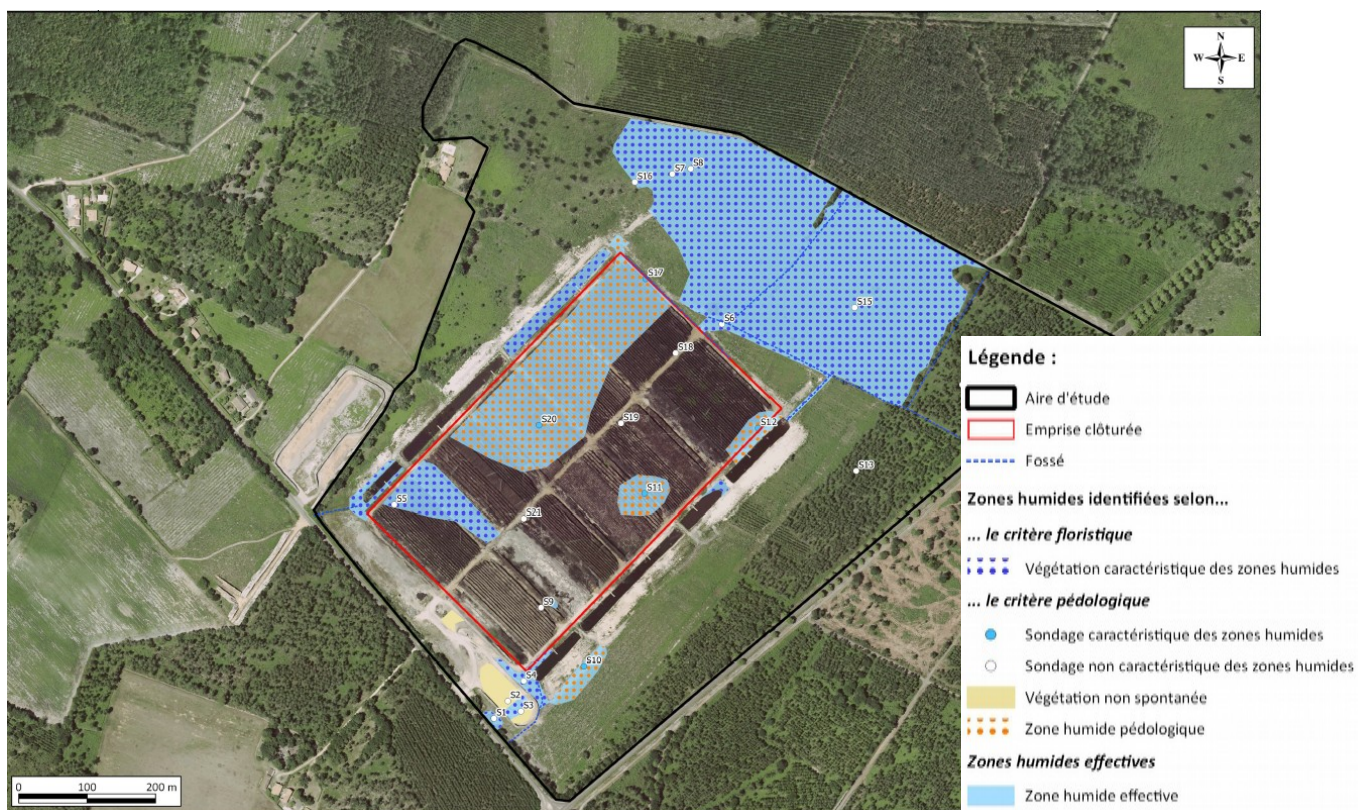 N
W E
S
S8
S7
S16
S17
S15
S6
S18
S20
S19
S12
S13
S11
S5
S21
S9
S10
S4
S2
S3
S1
0 100 200 m
Légende :
Aire d'étude
Emprise clôturée
Fossé
Zones humides identifiées selon...
... le critère floristique
Végétation caractéristique des zones humides
... le critère pédologique
Sondage caractéristique des zones humides
Sondage non caractéristique des zones humides
Végétation non spontanée
Zone humide pédologique
Zones humides effectives
Zone humide effective